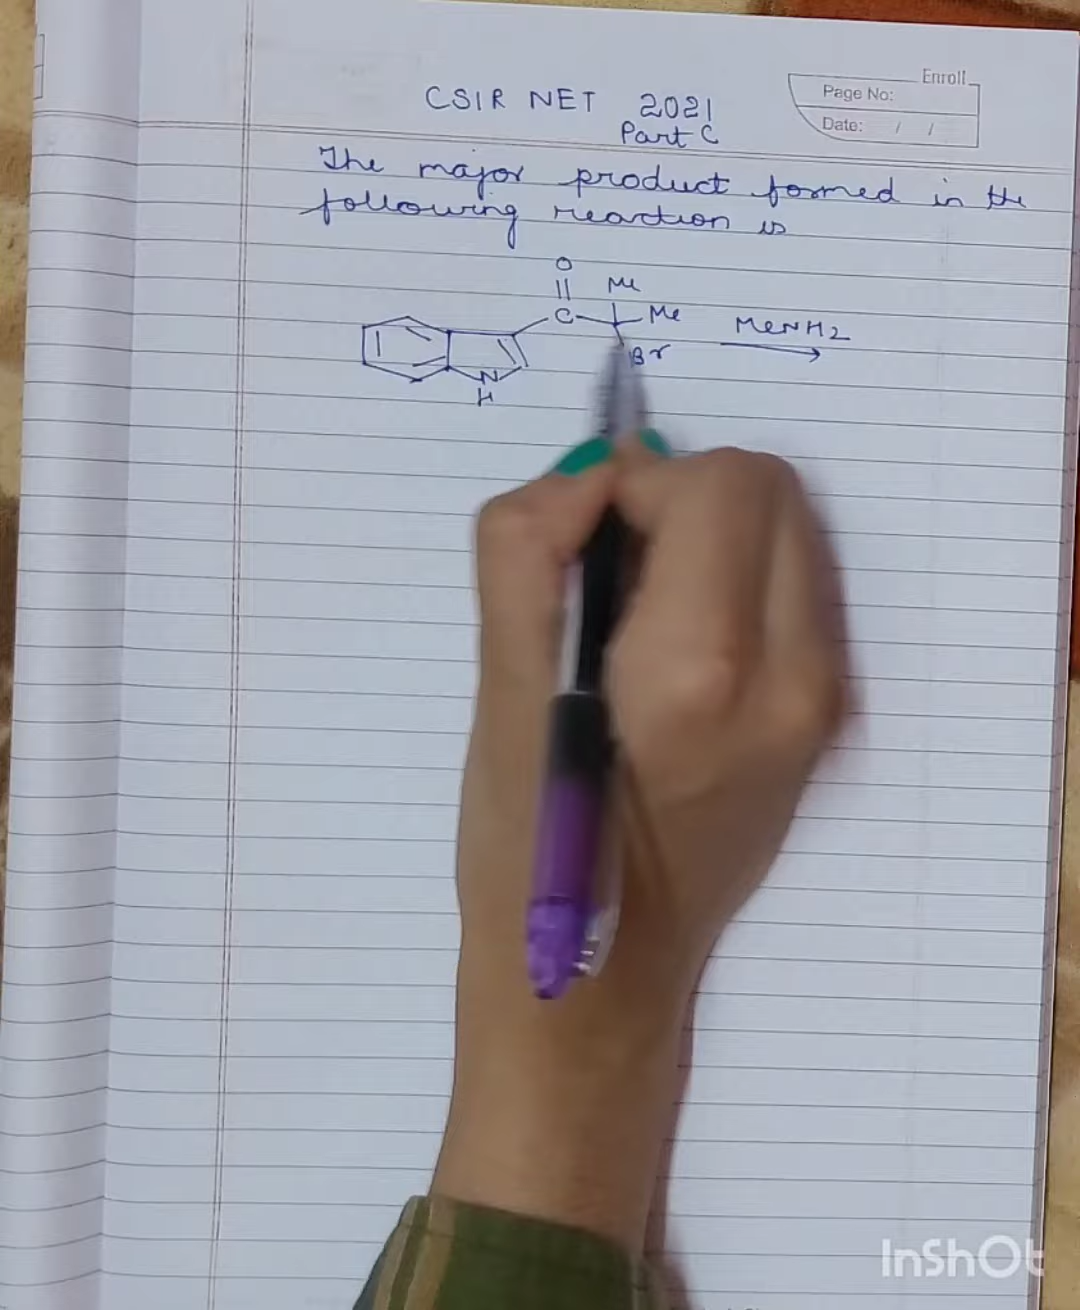 Enroll
Page No:
Date: / /
CSIR NET 2021
Part C
The major product formed in the
following reaction is
O
Me
C Me MeNH2
Br
N
H
InShOt